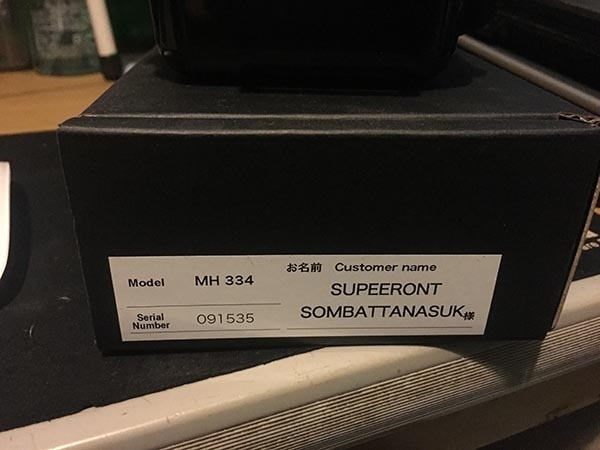 Model MH 334
Serial Number 091535
お名前 Customer name
SUPEERONT
SOMBATTANASUK様